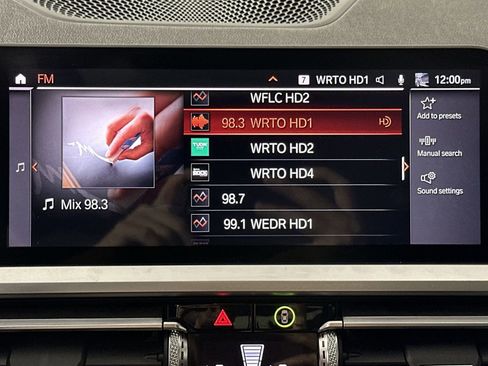 FM
7 WRTO HD1 12:00pm
WFLC HD2
98.3 WRTO HD1 HD
WRTO HD2
WRTO HD4
98.7
99.1 WEDR HD1
Mix 98.3
Add to presets
Manual search
Sound settings